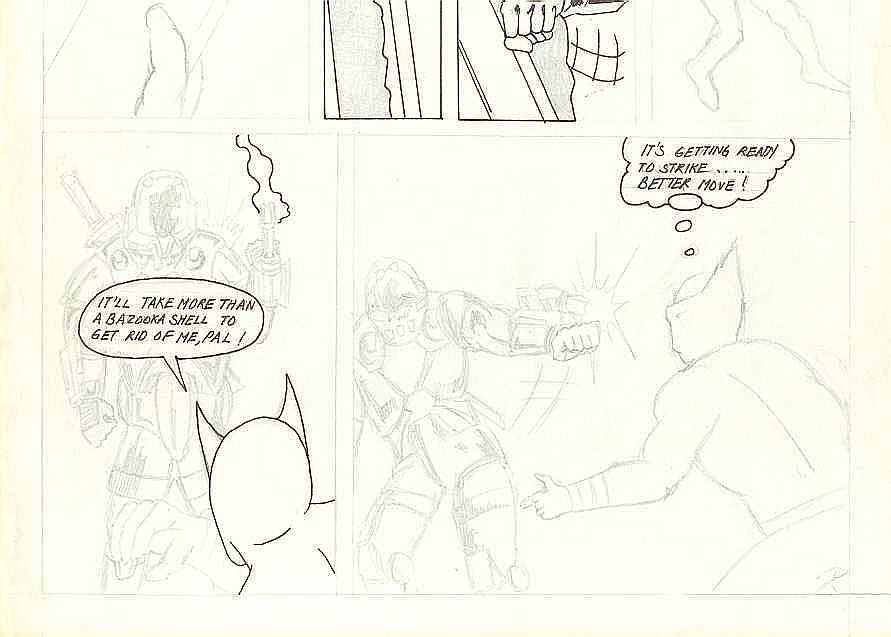 IT'LL TAKE MORE THAN
A BAZOOKA SHELL TO
GET RID OF ME, PAL!
IT'S GETTING READY
TO STRIKE.....
BETTER MOVE!